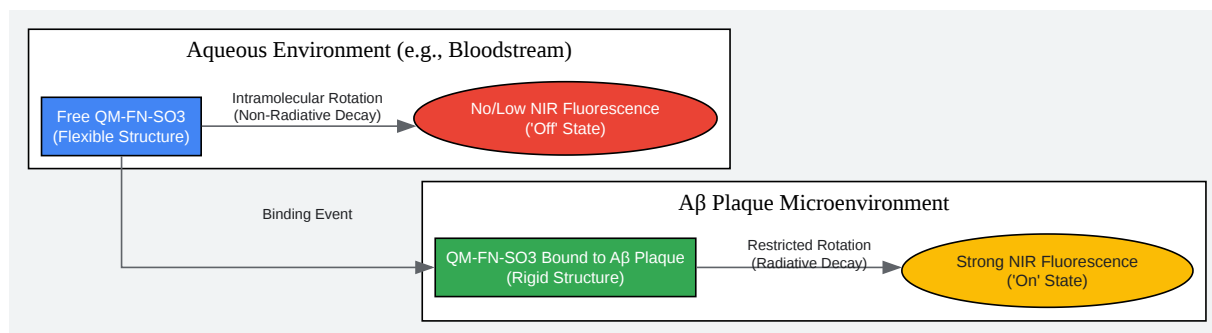 Aqueous Environment (e.g., Bloodstream)
Free QM-FN-SO3
(Flexible Structure)
Intramolecular Rotation
(Non-Radiative Decay)
No/Low NIR Fluorescence
('Off' State)
Binding Event
Aβ Plaque Microenvironment
QM-FN-SO3 Bound to Aβ Plaque
(Rigid Structure)
Restricted Rotation
(Radiative Decay)
Strong NIR Fluorescence
('On' State)